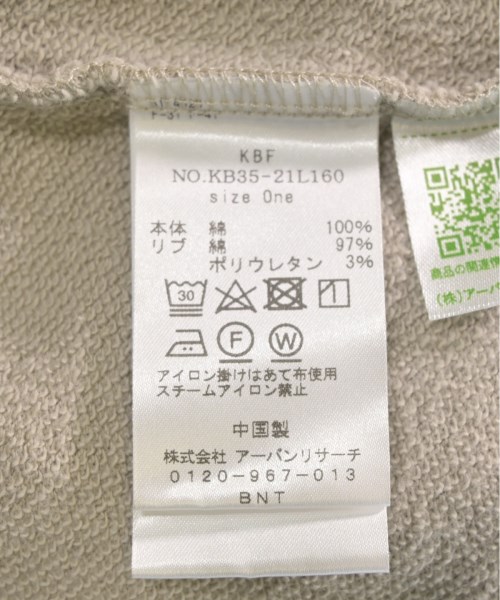 KBF
NO.KB35-21L160
size One
本体 綿 100%
リブ 綿 97%
ポリウレタン 3%
30
F W
アイロン掛けはあて布使用
スチームアイロン禁止
中国製
株式会社 アーバンリサーチ
0120-967-013
BNT
商品の関連情
(株)アーバン